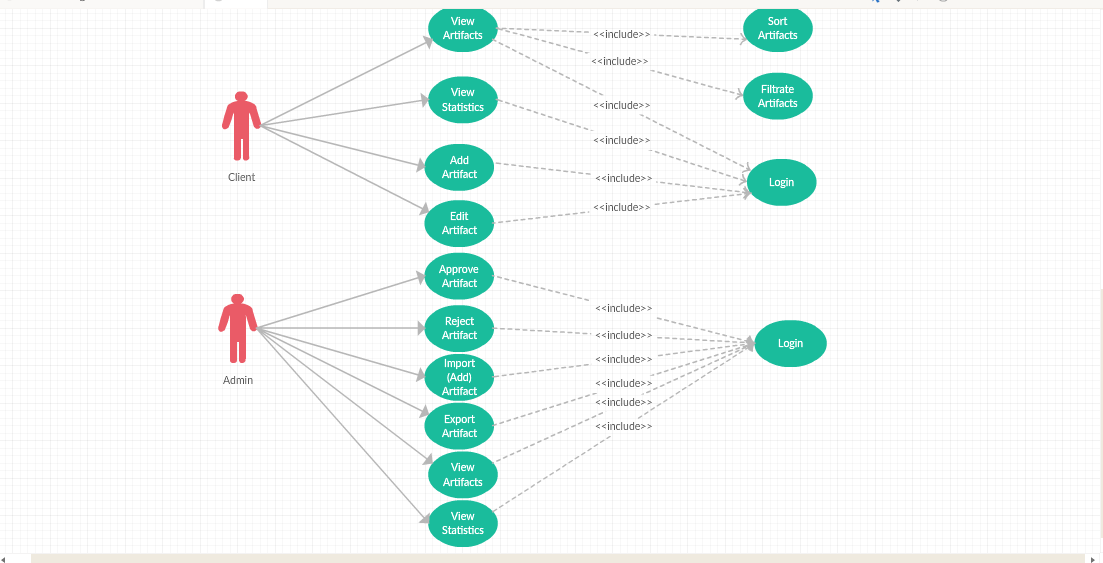 View
Artifacts
<<include>>
Sort
Artifacts
<<include>>
View
Statistics
Filtrate
Artifacts
<<include>>
<<include>>
Add
Artifact
<<include>>
Login
Client
Edit
Artifact
<<include>>
Approve
Artifact
<<include>>
Reject
Artifact
<<include>>
Login
Import
(Add)
Artifact
<<include>>
Admin
<<include>>
Export
Artifact
<<include>>
<<include>>
View
Artifacts
View
Statistics